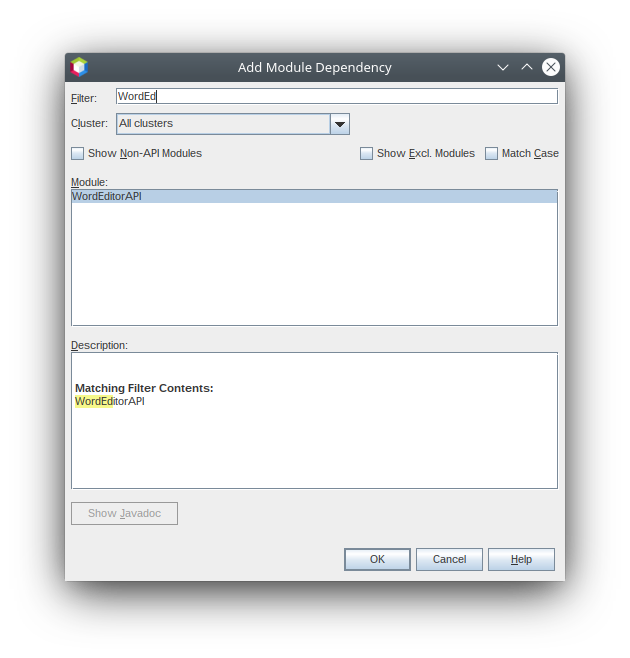 Add Module Dependency
Filter: WordEd
Cluster: All clusters
Show Non-API Modules Show Excl. Modules Match Case
Module:
WordEditorAPI
Description:
Matching Filter Contents:
WordEditorAPI
Show Javadoc
OK Cancel Help